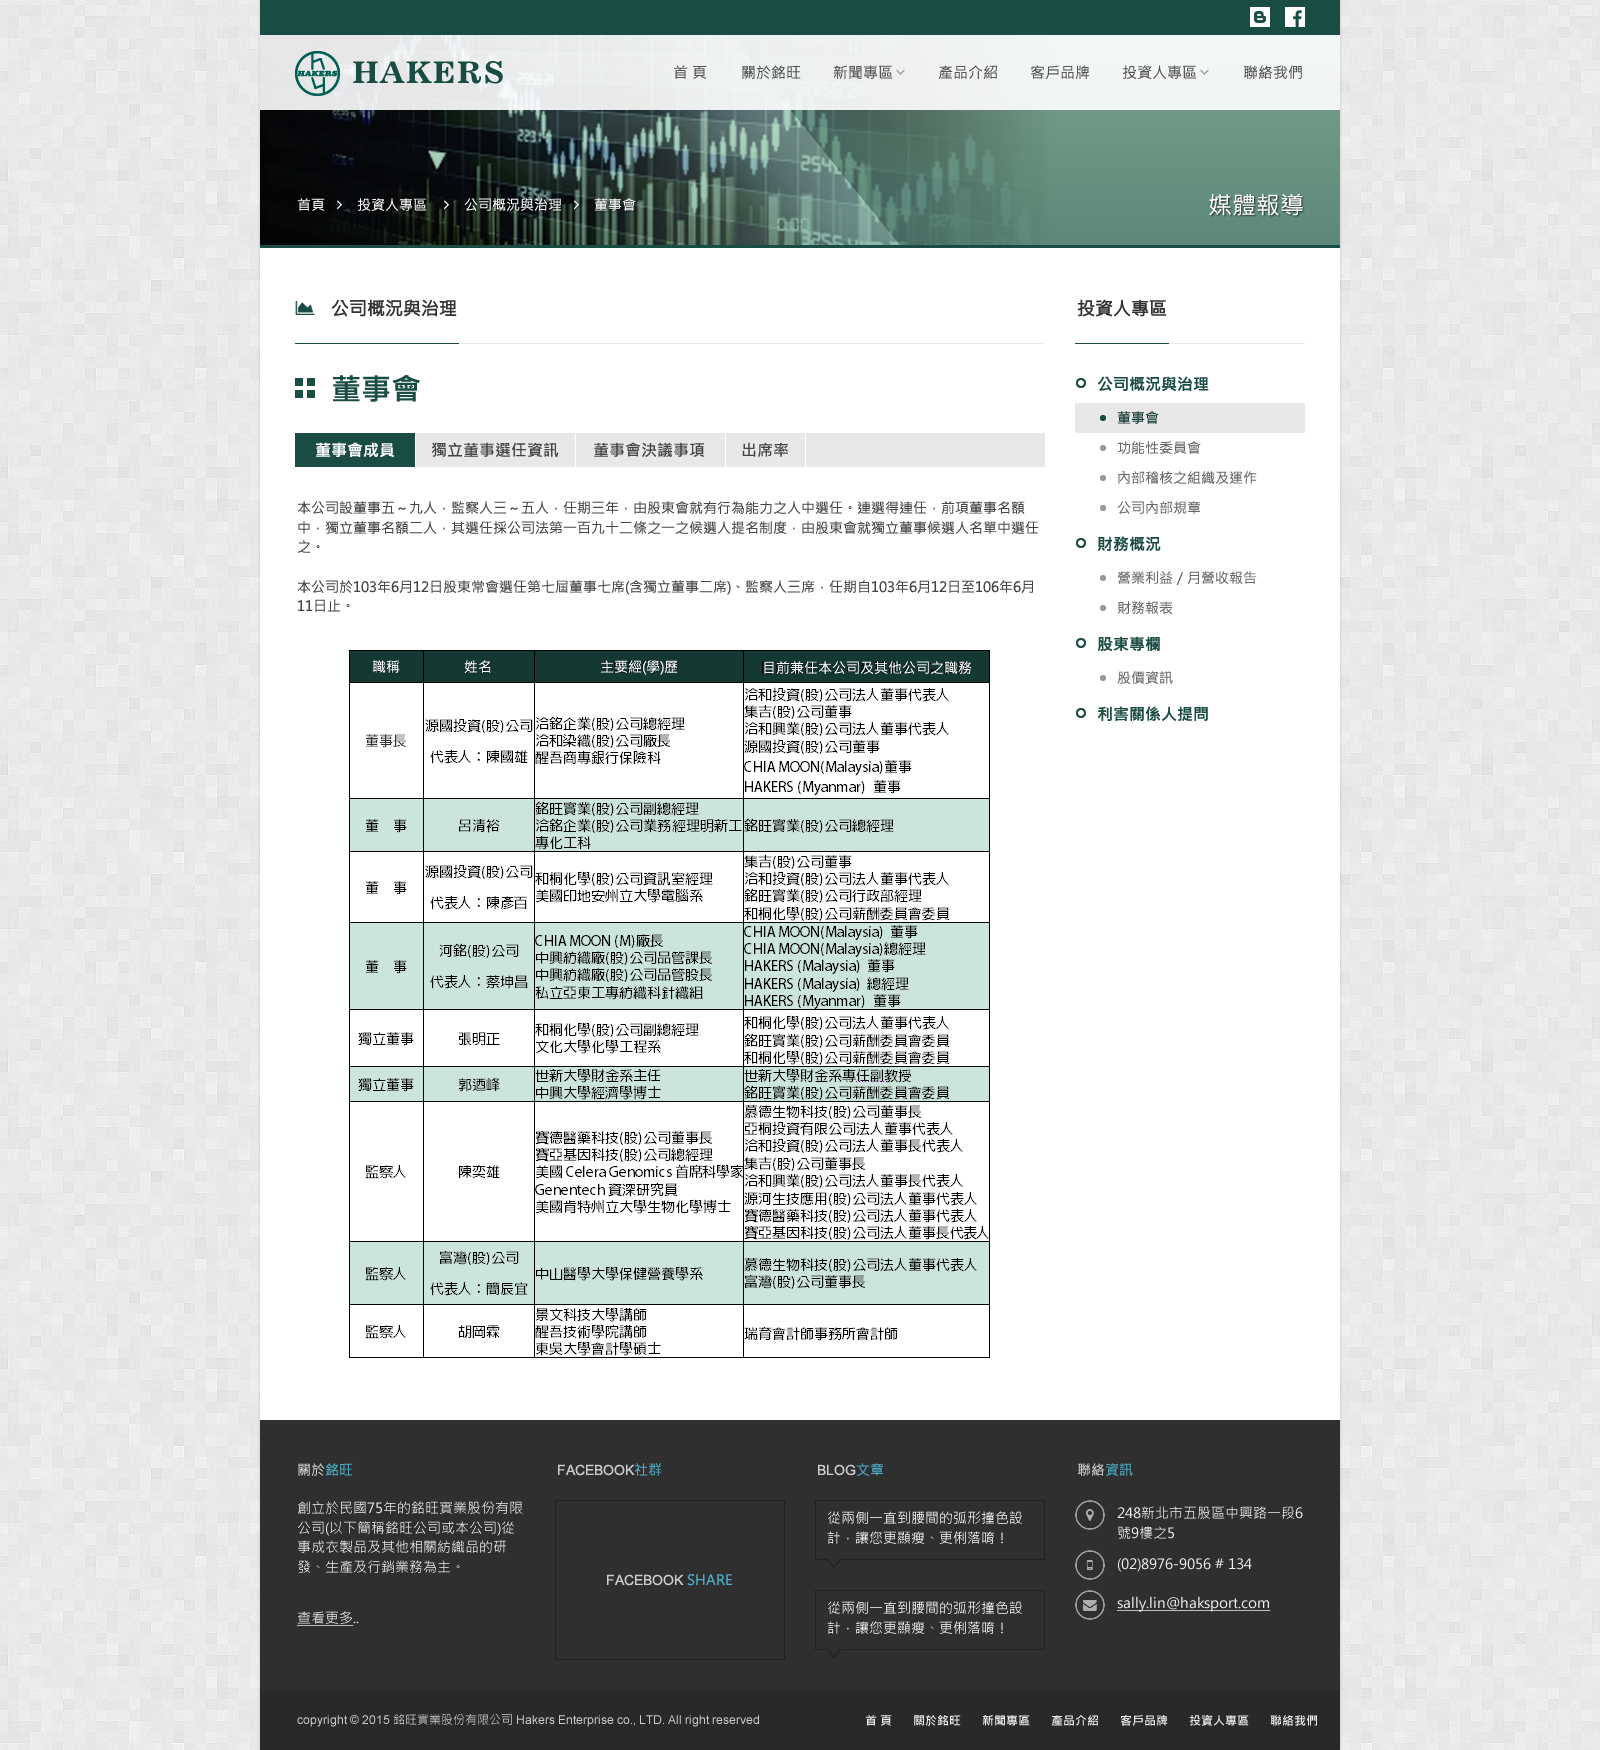 HAKERS
HAKERS
首 頁
關於銘旺
新聞專區
產品介紹
客戶品牌
投資人專區
聯絡我們
首頁 > 投資人專區 > 公司概況與治理 > 董事會
媒體報導
公司概況與治理
董事會
董事會成員
獨立董事選任資訊
董事會決議事項
出席率
本公司設董事五～九人，監察人三～五人，任期三年，由股東會就有行為能力之人中選任。連選得連任，前項董事名額
中，獨立董事名額二人，其選任採公司法第一百九十二條之一之候選人提名制度，由股東會就獨立董事候選人名單中選任
之。
本公司於103年6月12日股東常會選任第七屆董事七席(含獨立董事二席)、監察人三席，任期自103年6月12日至106年6月
11日止。
職稱
姓名
主要經(學)歷
目前兼任本公司及其他公司之職務
董事長
源國投資(股)公司
代表人：陳國雄
洽銘企業(股)公司總經理
洽和染織(股)公司廠長
醒吾商專銀行保險科
洽和投資(股)公司法人董事代表人
集吉(股)公司董事
洽和興業(股)公司法人董事代表人
源國投資(股)公司董事
CHIA MOON(Malaysia)董事
HAKERS (Myanmar) 董事
董　事
呂清裕
銘旺實業(股)公司副總經理
洽銘企業(股)公司業務經理明新工
專化工科
銘旺實業(股)公司總經理
董　事
源國投資(股)公司
代表人：陳彥百
和桐化學(股)公司資訊室經理
美國印地安州立大學電腦系
集吉(股)公司董事
洽和投資(股)公司法人董事代表人
銘旺實業(股)公司行政部經理
和桐化學(股)公司薪酬委員會委員
董　事
河銘(股)公司
代表人：蔡坤昌
CHIA MOON (M)廠長
中興紡織廠(股)公司品管課長
中興紡織廠(股)公司品管股長
私立亞東工專紡織科針織組
CHIA MOON(Malaysia) 董事
CHIA MOON(Malaysia)總經理
HAKERS (Malaysia) 董事
HAKERS (Malaysia) 總經理
HAKERS (Myanmar) 董事
獨立董事
張明正
和桐化學(股)公司副總經理
文化大學化學工程系
和桐化學(股)公司法人董事代表人
銘旺實業(股)公司薪酬委員會委員
和桐化學(股)公司薪酬委員會委員
獨立董事
郭迺峰
世新大學財金系主任
中興大學經濟學博士
世新大學財金系專任副教授
銘旺實業(股)公司薪酬委員會委員
監察人
陳奕雄
賽德醫藥科技(股)公司董事長
賽亞基因科技(股)公司總經理
美國 Celera Genomics 首席科學家
Genentech 資深研究員
美國肯特州立大學生物化學博士
慕德生物科技(股)公司董事長
亞桐投資有限公司法人董事代表人
洽和投資(股)公司法人董事長代表人
集吉(股)公司董事長
洽和興業(股)公司法人董事長代表人
源河生技應用(股)公司法人董事代表人
賽德醫藥科技(股)公司法人董事代表人
賽亞基因科技(股)公司法人董事長代表人
監察人
富灣(股)公司
代表人：簡辰宜
中山醫學大學保健營養學系
慕德生物科技(股)公司法人董事代表人
富灣(股)公司董事長
監察人
胡岡霖
景文科技大學講師
醒吾技術學院講師
東吳大學會計學碩士
瑞育會計師事務所會計師
投資人專區
公司概況與治理
董事會
功能性委員會
內部稽核之組織及運作
公司內部規章
財務概況
營業利益 / 月營收報告
財務報表
股東專欄
股價資訊
利害關係人提問
關於銘旺
創立於民國75年的銘旺實業股份有限
公司(以下簡稱銘旺公司或本公司)從
事成衣製品及其他相關紡織品的研
發、生產及行銷業務為主。
查看更多..
FACEBOOK社群
FACEBOOK SHARE
BLOG文章
從兩側一直到腰間的弧形撞色設
計，讓您更顯瘦、更俐落唷！
從兩側一直到腰間的弧形撞色設
計，讓您更顯瘦、更俐落唷！
聯絡資訊
248新北市五股區中興路一段6
號9樓之5
(02)8976-9056 # 134
sally.lin@haksport.com
copyright © 2015 銘旺實業股份有限公司 Hakers Enterprise co., LTD. All right reserved
首 頁
關於銘旺
新聞專區
產品介紹
客戶品牌
投資人專區
聯絡我們